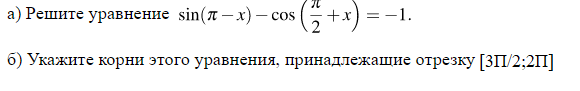 а) Решите уравнение sin(π − x) − cos(π/2 + x) = −1.
б) Укажите корни этого уравнения, принадлежащие отрезку [3П/2;2П]